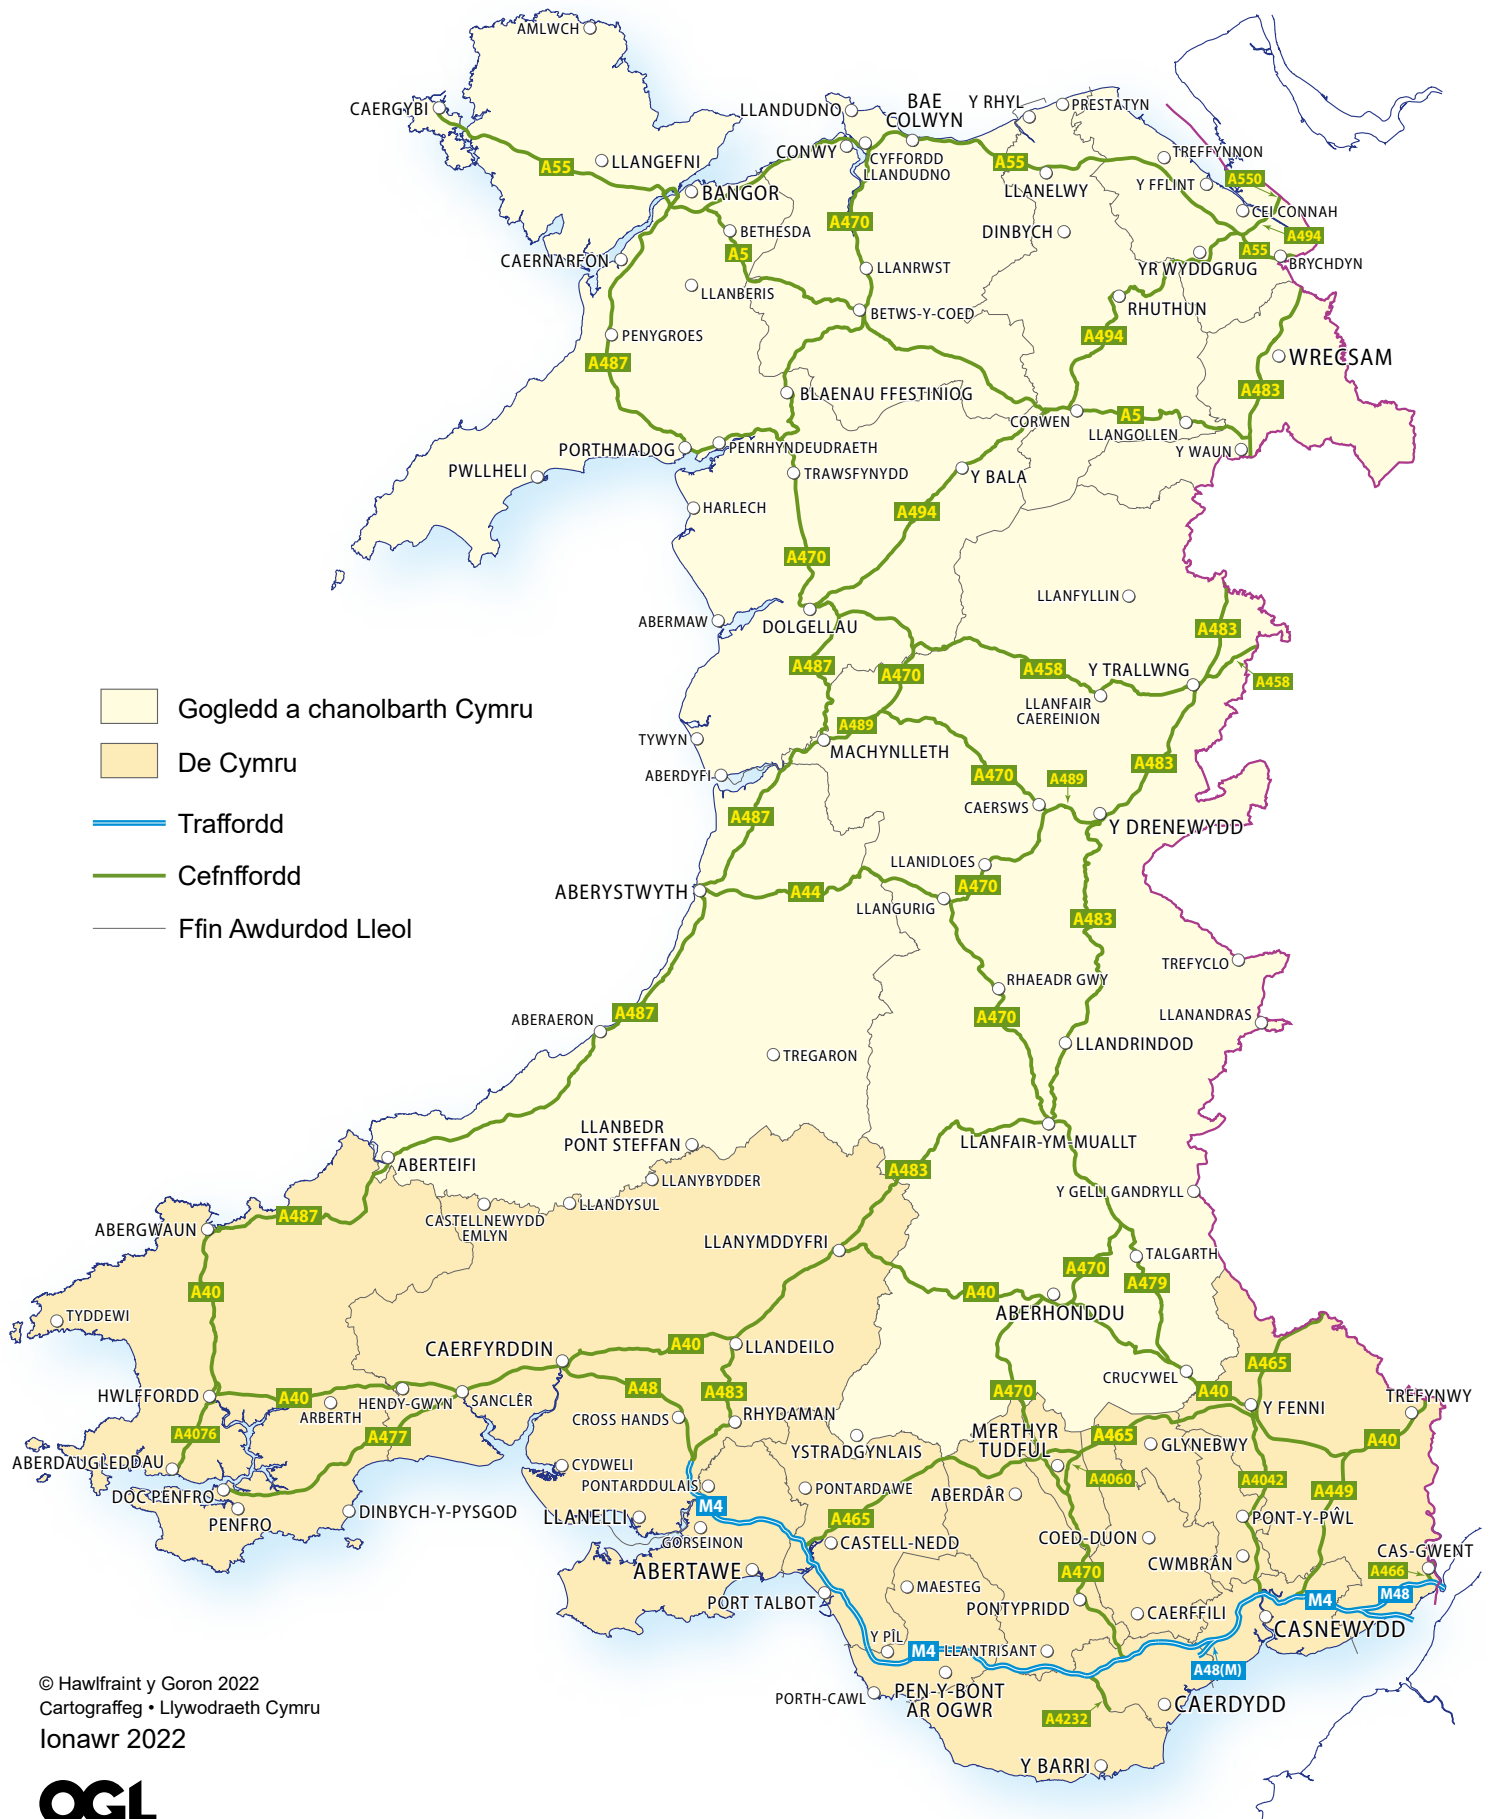 AMLWCH
CAERGYBI
LLANDUDNO
BAE
COLWYN
Y RHYL
PRESTATYN
A55
LLANGEFNI
CONWY
CYFFORDD
LLANDUDNO
A55
TREFFYNNON
BANGOR
LLANELWY
Y FFLINT
A550
A470
CEI CONNAH
BETHESDA
DINBYCH
A494
A5
A55
CAERNARFON
LLANRWST
YR WYDDGRUG
BRYCHDYN
LLANBERIS
RHUTHUN
BETWS-Y-COED
PENYGROES
A494
A487
WRECSAM
BLAENAU FFESTINIOG
A483
CORWEN
A5
LLANGOLLEN
PORTHMADOG
PENRHYNDEUDRAETH
Y WAUN
PWLLHELI
TRAWSFYNYDD
Y BALA
HARLECH
A494
A470
LLANFYLLIN
ABERMAW
DOLGELLAU
A483
A487
A470
A458
Y TRALLWNG
A458
LLANFAIR
CAEREINION
Gogledd a chanolbarth Cymru
A489
TYWYN
MACHYNLLETH
De Cymru
ABERDYFI
A470
A489
A483
CAERSWS
Traffordd
A487
Y DRENEWYDD
LLANIDLOES
Cefnffordd
ABERYSTWYTH
A44
A470
LLANGURIG
Ffin Awdurdod Lleol
A483
TREFYCLO
RHAEADR GWY
A487
A470
LLANANDRAS
ABERAERON
LLANDRINDOD
TREGARON
LLANBEDR
PONT STEFFAN
LLANFAIR-YM-MUALLT
ABERTEIFI
A483
LLANYBYDDER
Y GELLI GANDRYLL
LLANDYSUL
A487
CASTELLNEWYDD
EMLYN
ABERGWAUN
LLANYMDDYFRI
TALGARTH
A470
A479
A40
A40
TYDDEWI
ABERHONDDU
CAERFYRDDIN
A40
LLANDEILO
A465
CRUCYWEL
HWLFFORDD
A40
HENDY-GWYN
SANCLÊR
A48
A483
A470
A40
TREFYNWY
ARBERTH
CROSS HANDS
RHYDAMAN
Y FENNI
A4076
A477
MERTHYR
TUDFUL
A465
A40
YSTRADGYNLAIS
GLYNEBWY
ABERDAUGLEDDAU
CYDWELI
A4060
A4042
PONTARDDULAIS
PONTARDAWE
ABERDÂR
A449
DOC PENFRO
M4
PENFRO
DINBYCH-Y-PYSGOD
LLANELLI
A465
PONT-Y-PŴL
GORSEINON
CASTELL-NEDD
COED-DUON
CAS-GWENT
CWMBRÂN
ABERTAWE
A470
A466
MAESTEG
PORT TALBOT
PONTYPRIDD
CAERFFILI
M4
M48
CASNEWYDD
Y PÎL
M4
LLANTRISANT
A48(M)
PORTH-CAWL
PEN-Y-BONT
AR OGWR
CAERDYDD
A4232
Y BARRI
© Hawlfraint y Goron 2022
Cartograffeg • Llywodraeth Cymru
Ionawr 2022
OGL